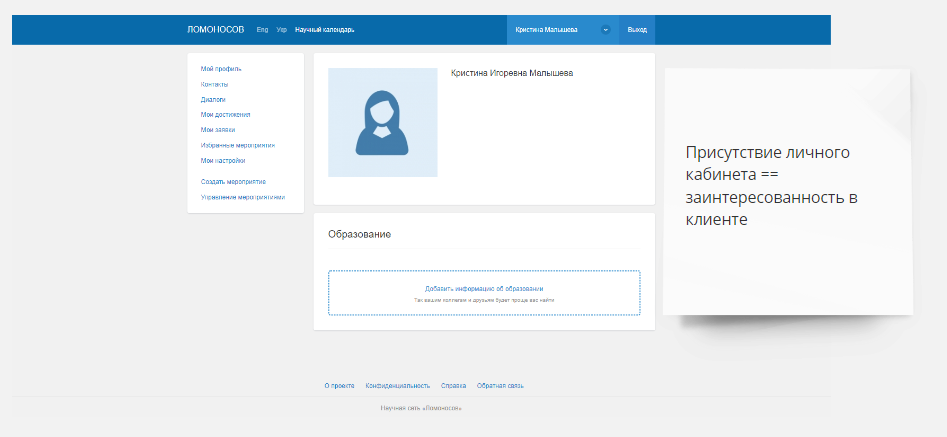 ЛОМОНОСОВ Eng Укр Научный календарь Кристина Малышева Выход
Мой профиль
Контакты
Диалоги
Мои достижения
Мои заявки
Избранные мероприятия
Мои настройки
Создать мероприятие
Управление мероприятиями
Кристина Игоревна Малышева
Образование
Добавить информацию об образовании
Так вашим коллегам и друзьям будет проще вас найти
Присутствие личного
кабинета ==
заинтересованность в
клиенте
О проекте Конфиденциальность Справка Обратная связь
Научная сеть «Ломоносов»